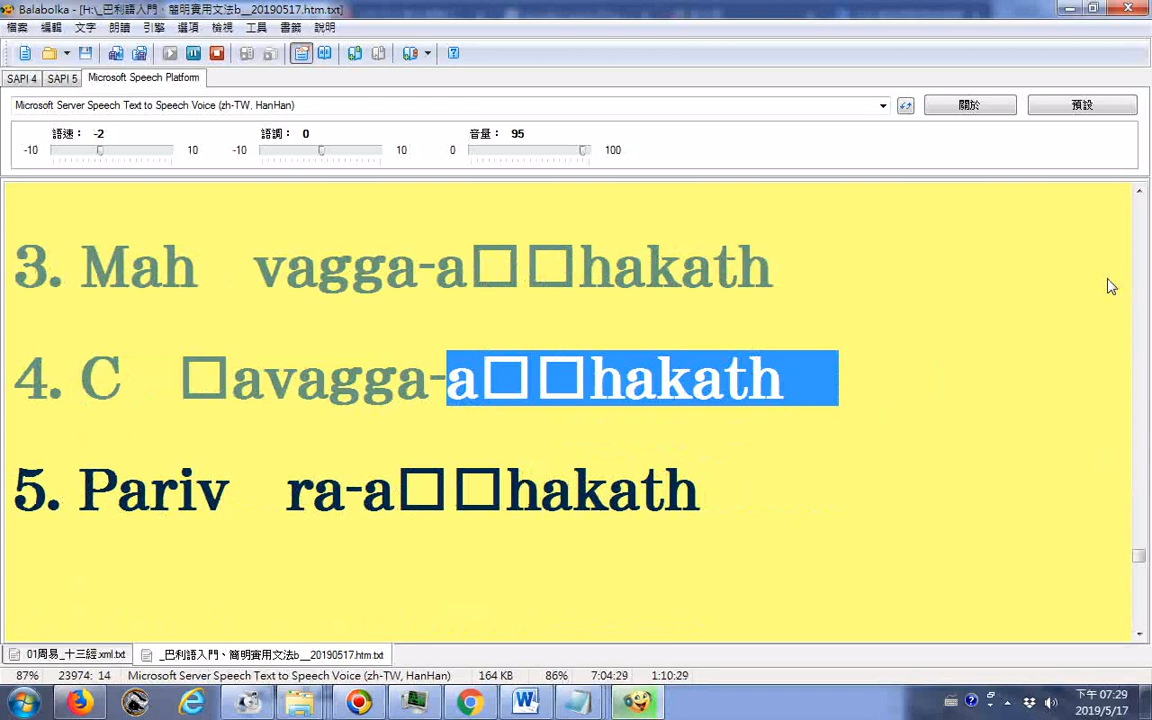 Balabolka - [H:\_巴利語入門、簡明實用文法b__20190517.htm.txt]
檔案 編輯 文字 朗讀 引擎 選項 檢視 工具 書籤 說明
SAPI 4 SAPI 5 Microsoft Speech Platform
Microsoft Server Speech Text to Speech Voice (zh-TW, HanHan) 關於 預設
語速： -2 語調： 0 音量： 95
-10 10 -10 10 0 100
3. Mah　vagga-a□□hakath
4. C　□avagga-a□□hakath
5. Pariv　ra-a□□hakath
01周易_十三經.xml.txt _巴利語入門、簡明實用文法b__20190517.htm.txt
87% 23974: 14 Microsoft Server Speech Text to Speech Voice (zh-TW, HanHan) 164 KB 86% 7:04:29 1:10:29
下午 07:29
2019/5/17